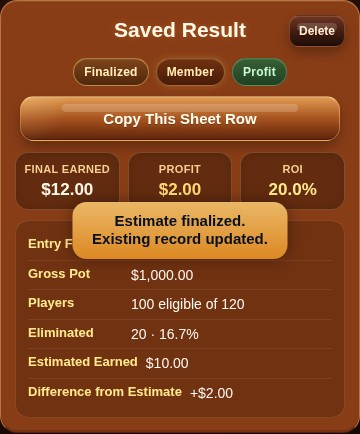 Saved Result
Delete
Finalized Member Profit
Copy This Sheet Row
FINAL EARNED PROFIT ROI
$12.00 $2.00 20.0%
Estimate finalized.
Existing record updated.
Entry
Gross Pot $1,000.00
Players 100 eligible of 120
Eliminated 20 · 16.7%
Estimated Earned $10.00
Difference from Estimate +$2.00